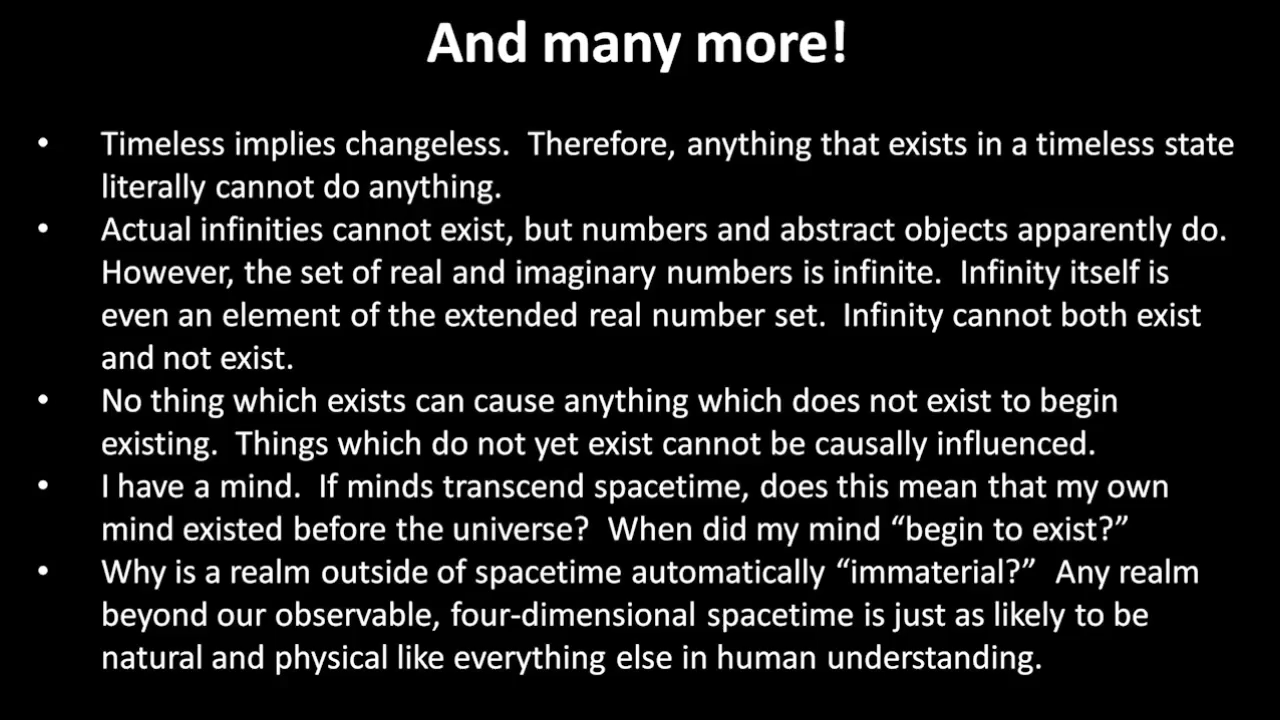 And many more!
• Timeless implies changeless.  Therefore, anything that exists in a timeless state
literally cannot do anything.
• Actual infinities cannot exist, but numbers and abstract objects apparently do.
However, the set of real and imaginary numbers is infinite.  Infinity itself is
even an element of the extended real number set.  Infinity cannot both exist
and not exist.
• No thing which exists can cause anything which does not exist to begin
existing.  Things which do not yet exist cannot be causally influenced.
• I have a mind.  If minds transcend spacetime, does this mean that my own
mind existed before the universe?  When did my mind “begin to exist?”
• Why is a realm outside of spacetime automatically “immaterial?”  Any realm
beyond our observable, four-dimensional spacetime is just as likely to be
natural and physical like everything else in human understanding.